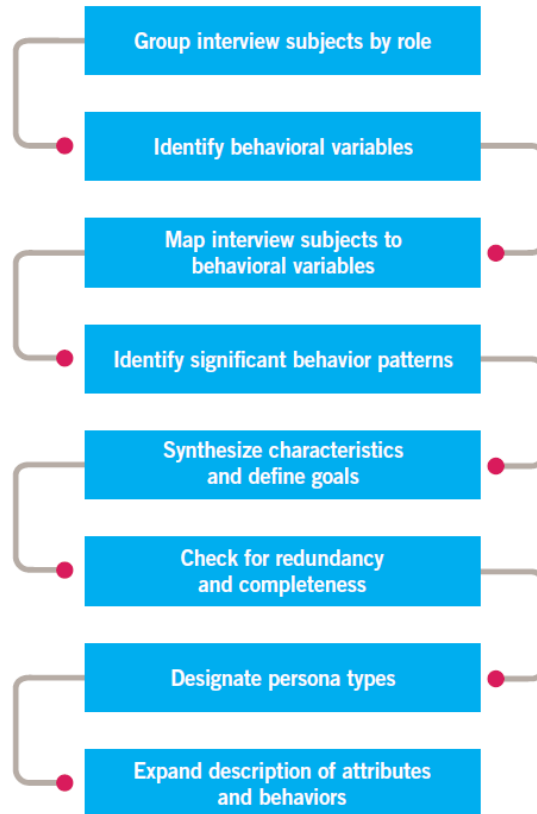 Group interview subjects by role
Identify behavioral variables
Map interview subjects to
behavioral variables
Identify significant behavior patterns
Synthesize characteristics
and define goals
Check for redundancy
and completeness
Designate persona types
Expand description of attributes
and behaviors